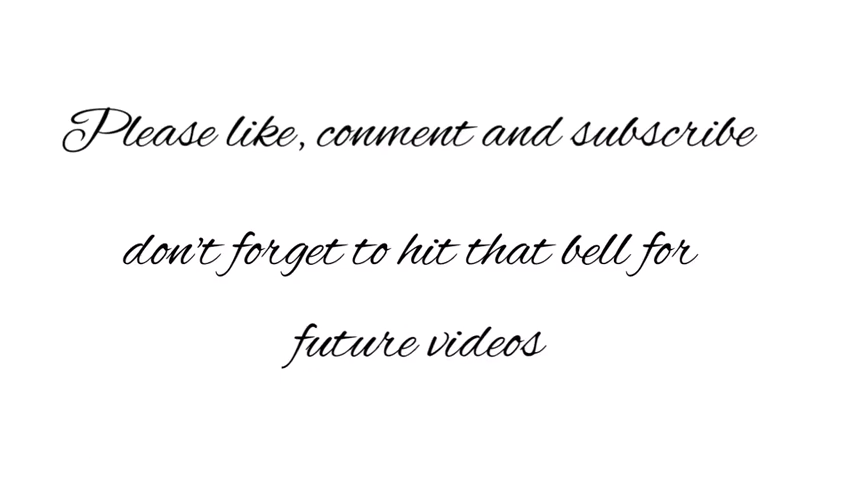 Please like, conment and subscribe
don't forget to hit that bell for
future videos